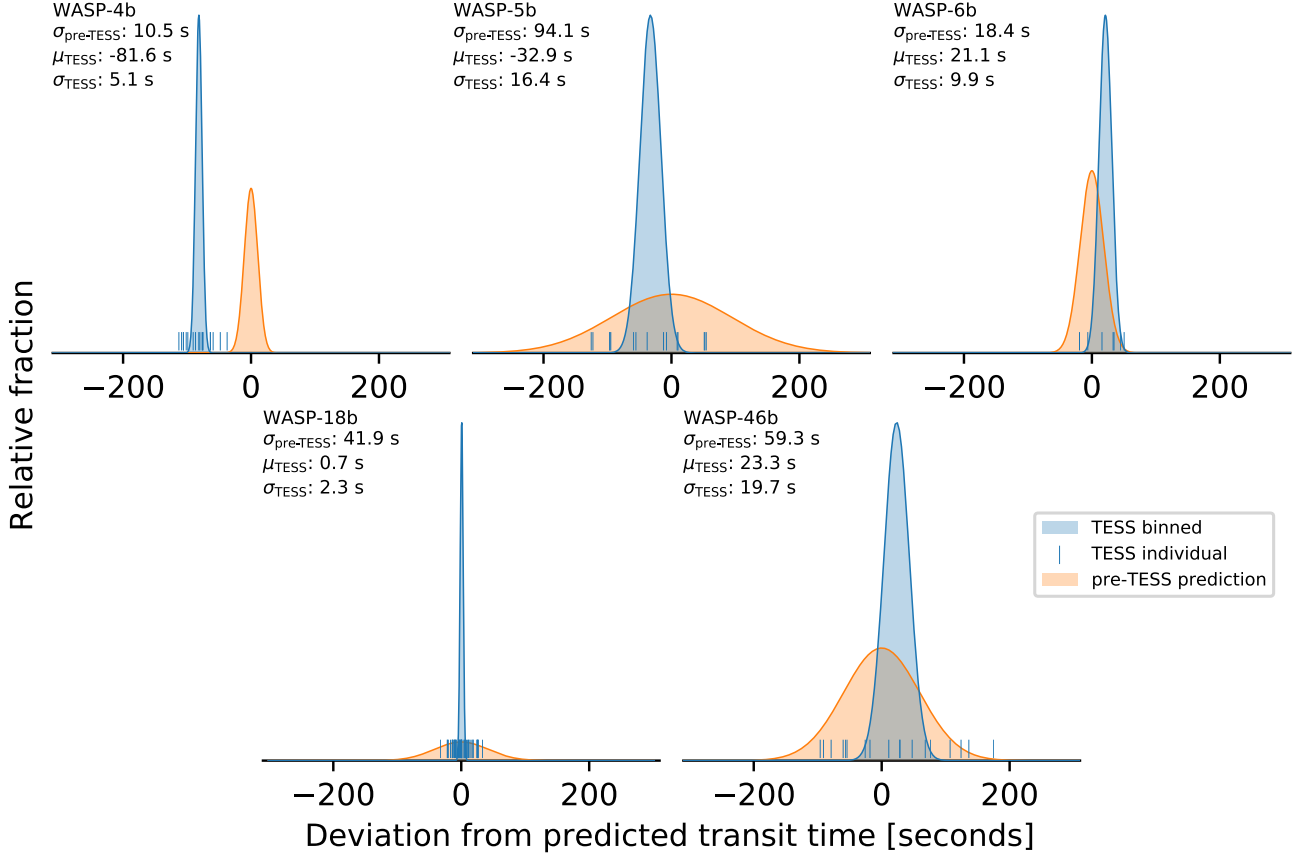 WASP-4b
σpre-TESS: 10.5 s
μTESS: -81.6 s
σTESS: 5.1 s
WASP-5b
σpre-TESS: 94.1 s
μTESS: -32.9 s
σTESS: 16.4 s
WASP-6b
σpre-TESS: 18.4 s
μTESS: 21.1 s
σTESS: 9.9 s
−200 0 200
−200 0 200
−200 0 200
Relative fraction
WASP-18b
σpre-TESS: 41.9 s
μTESS: 0.7 s
σTESS: 2.3 s
WASP-46b
σpre-TESS: 59.3 s
μTESS: 23.3 s
σTESS: 19.7 s
TESS binned
TESS individual
pre-TESS prediction
−200 0 200
−200 0 200
Deviation from predicted transit time [seconds]